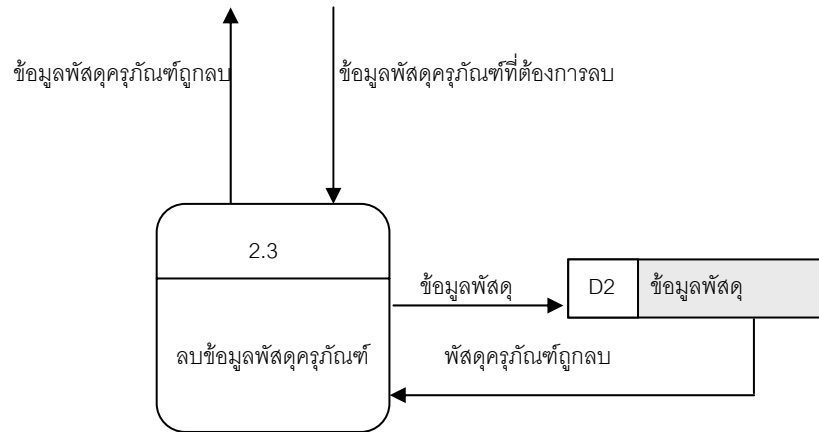 ข้อมูลพัสดุครุภัณฑ์ถูกลบ
ข้อมูลพัสดุครุภัณฑ์ที่ต้องการลบ
2.3
ลบข้อมูลพัสดุครุภัณฑ์
ข้อมูลพัสดุ
D2
ข้อมูลพัสดุ
พัสดุครุภัณฑ์ถูกลบ